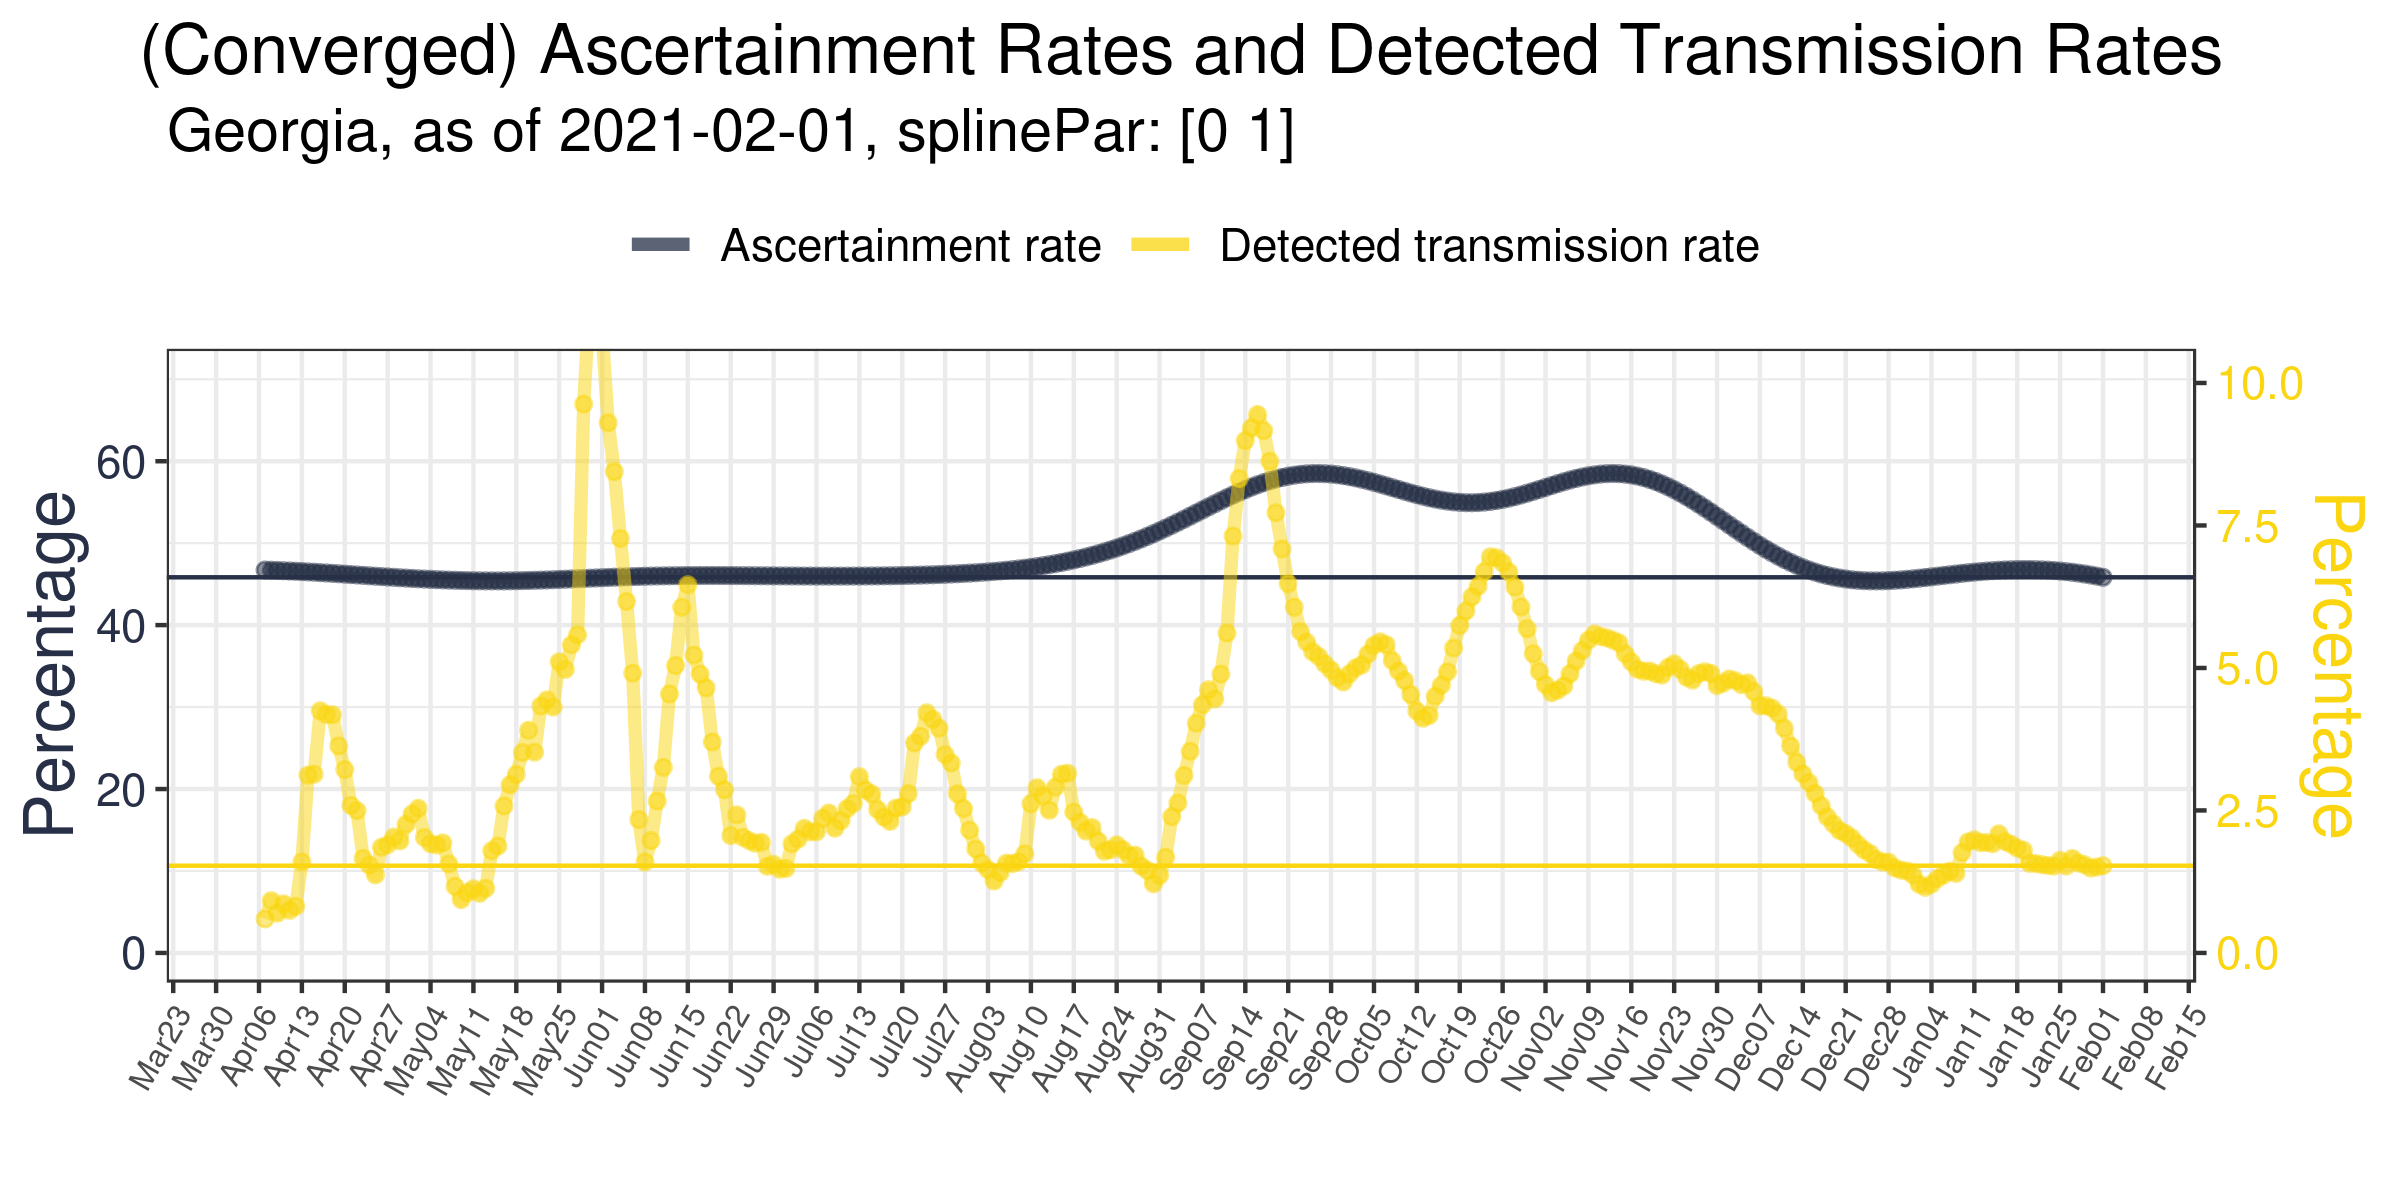 (Converged) Ascertainment Rates and Detected Transmission Rates
Georgia, as of 2021-02-01, splinePar: [0 1]
Ascertainment rate
Detected transmission rate
Percentage
60
40
20
0
10.0
7.5
5.0
2.5
0.0
Percentage
Mar23
Mar30
Apr06
Apr13
Apr20
Apr27
May04
May11
May18
May25
Jun01
Jun08
Jun15
Jun22
Jun29
Jul06
Jul13
Jul20
Jul27
Aug03
Aug10
Aug17
Aug24
Aug31
Sep07
Sep14
Sep21
Sep28
Oct05
Oct12
Oct19
Oct26
Nov02
Nov09
Nov16
Nov23
Nov30
Dec07
Dec14
Dec21
Dec28
Jan04
Jan11
Jan18
Jan25
Feb01
Feb08
Feb15